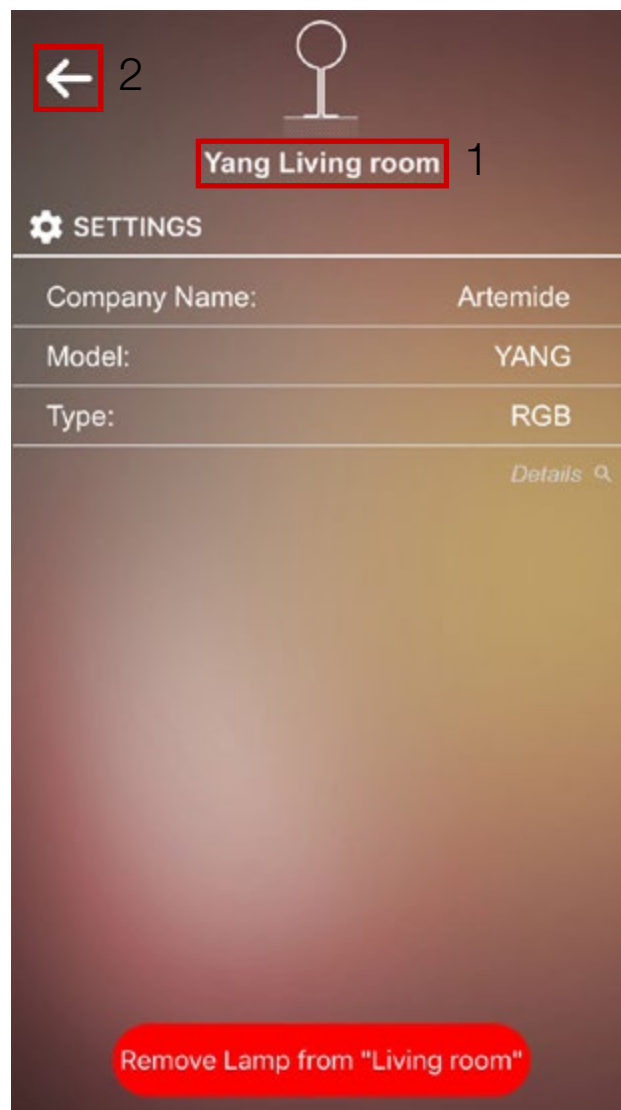 2
Yang Living room 1
SETTINGS
Company Name: Artemide
Model: YANG
Type: RGB
Details
Remove Lamp from "Living room"